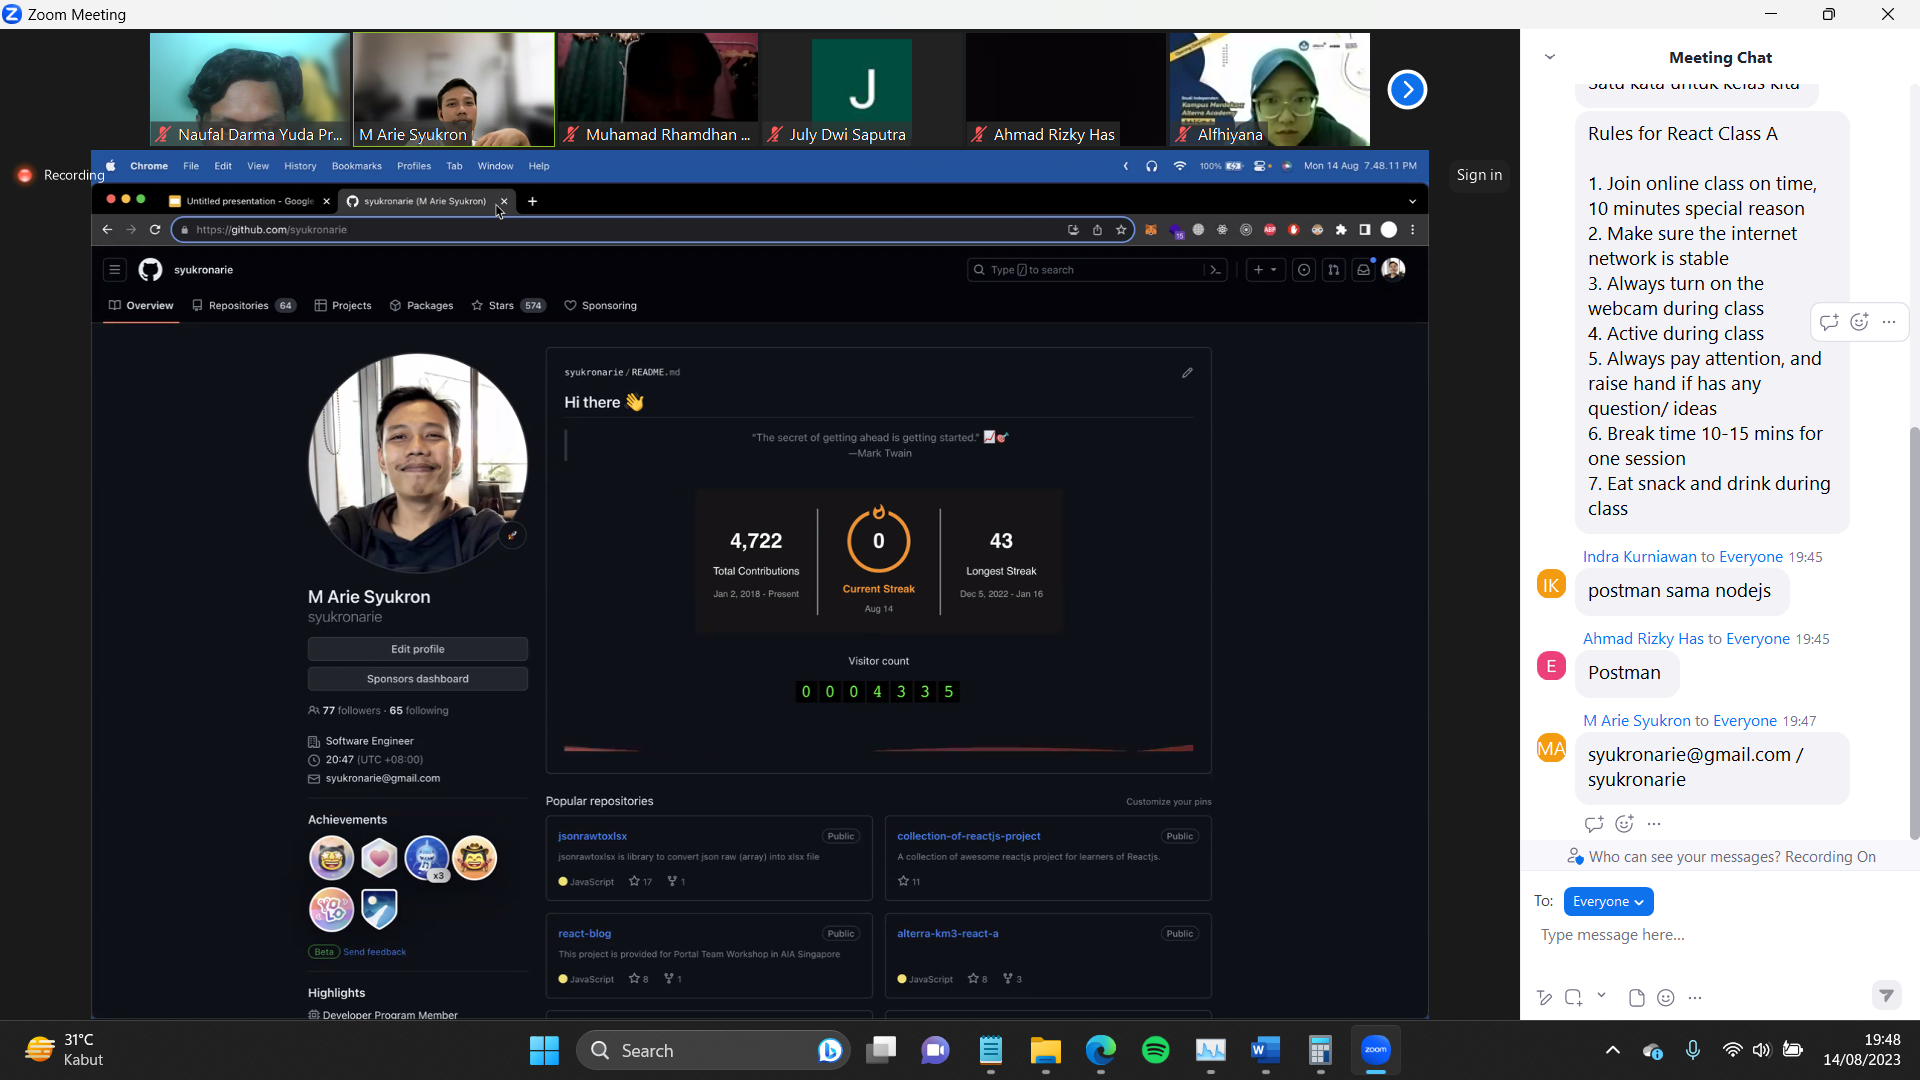 Zoom Meeting
Naufal Darma Yuda Pr...
M Arie Syukron
Muhamad Rhamdhan ...
J
July Dwi Saputra
Ahmad Rizky Has
Alfhiyana
Studi Independen
Kampus Merdeka
Alterra Academy
Recording
Sign in
Chrome File Edit View History Bookmarks Profiles Tab Window Help
100% Mon 14 Aug 7.48.11 PM
Untitled presentation - Google
syukronarie (M Arie Syukron)
https://github.com/syukronarie
15
ABP
syukronarie
Type / to search
Overview Repositories 64 Projects Packages Stars 574 Sponsoring
syukronarie / README.md
Hi there 👋
"The secret of getting ahead is getting started." 📈🎯
—Mark Twain
4,722
Total Contributions
Jan 2, 2018 - Present
0
Current Streak
Aug 14
43
Longest Streak
Dec 5, 2022 - Jan 16
Visitor count
0 0 0 4 3 3 5
M Arie Syukron
syukronarie
Edit profile
Sponsors dashboard
77 followers · 65 following
Software Engineer
20:47 (UTC +08:00)
syukronarie@gmail.com
Achievements
x3
YOLO
Beta Send feedback
Highlights
Developer Program Member
Popular repositories
Customize your pins
jsonrawtoxlsx Public
jsonrawtoxlsx is library to convert json raw (array) into xlsx file
JavaScript 17 1
collection-of-reactjs-project Public
A collection of awesome reactjs project for learners of Reactjs.
11
react-blog Public
This project is provided for Portal Team Workshop in AIA Singapore
JavaScript 8 1
alterra-km3-react-a Public
JavaScript 8 3
Meeting Chat
Satu kata untuk kelas kita
Rules for React Class A
1. Join online class on time,
10 minutes special reason
2. Make sure the internet
network is stable
3. Always turn on the
webcam during class
4. Active during class
5. Always pay attention, and
raise hand if has any
question/ ideas
6. Break time 10-15 mins for
one session
7. Eat snack and drink during
class
Indra Kurniawan to Everyone 19:45
IK
postman sama nodejs
Ahmad Rizky Has to Everyone 19:45
E
Postman
M Arie Syukron to Everyone 19:47
MA
syukronarie@gmail.com /
syukronarie
Who can see your messages? Recording On
To: Everyone
Type message here...
31°C
Kabut
Search
zoom
19:48
14/08/2023